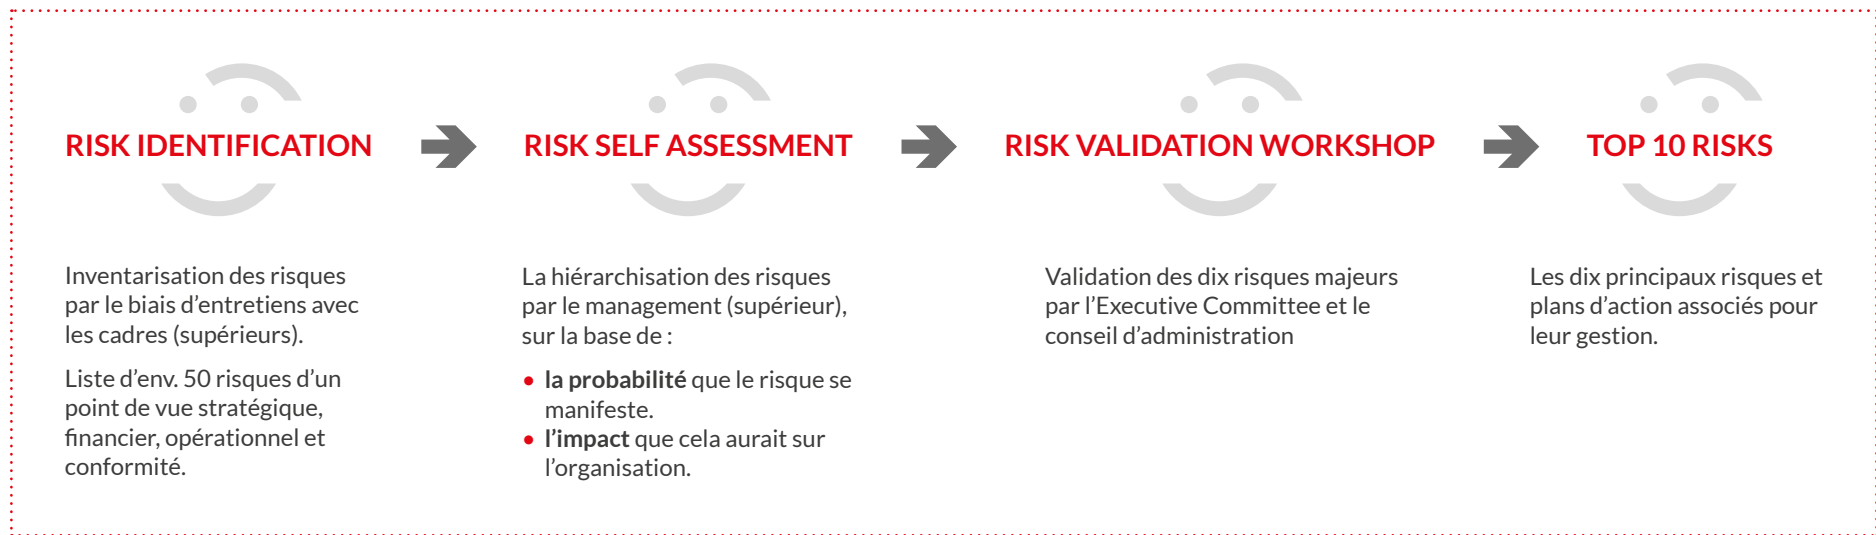 RISK IDENTIFICATION
Inventarisation des risques
par le biais d’entretiens avec
les cadres (supérieurs).
Liste d’env. 50 risques d’un
point de vue stratégique,
financier, opérationnel et
conformité.
RISK SELF ASSESSMENT
La hiérarchisation des risques
par le management (supérieur),
sur la base de :
• la probabilité que le risque se
manifeste.
• l’impact que cela aurait sur
l’organisation.
RISK VALIDATION WORKSHOP
Validation des dix risques majeurs
par l’Executive Committee et le
conseil d’administration
TOP 10 RISKS
Les dix principaux risques et
plans d’action associés pour
leur gestion.